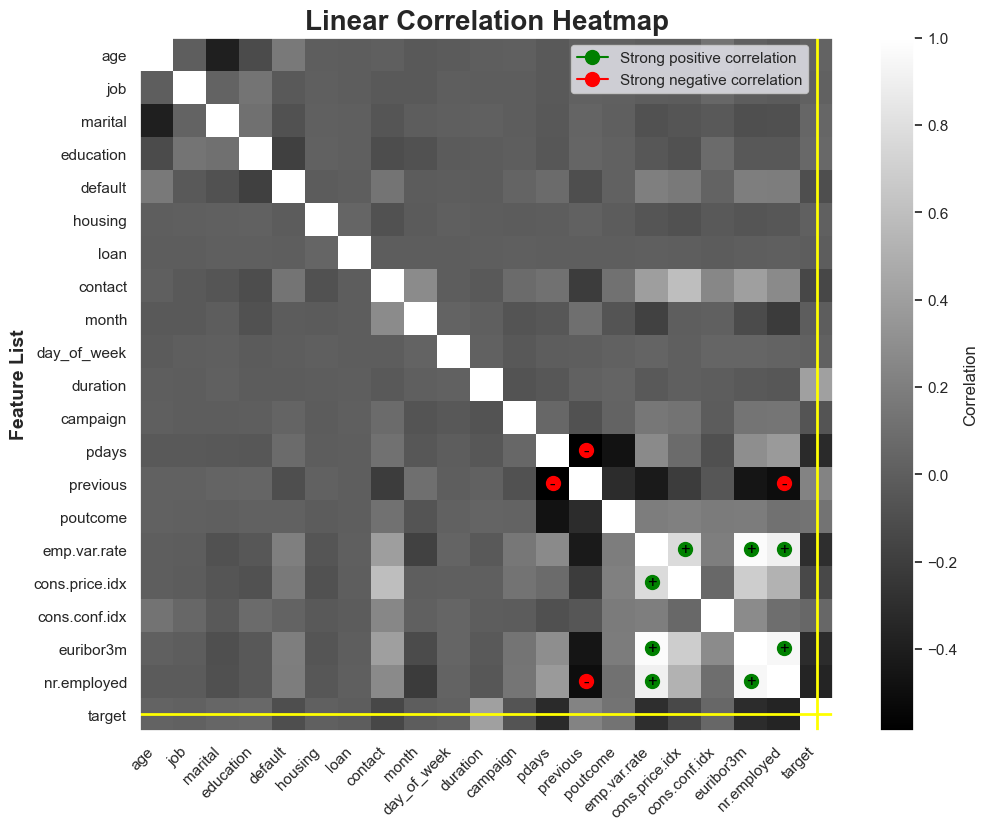 Linear Correlation Heatmap
Strong positive correlation
Strong negative correlation
Feature List
age
job
marital
education
default
housing
loan
contact
month
day_of_week
duration
campaign
pdays
previous
poutcome
emp.var.rate
cons.price.idx
cons.conf.idx
euribor3m
nr.employed
target
-
- -
+ + +
+
+ +
- + +
age
job
marital
education
default
housing
loan
contact
month
day_of_week
duration
campaign
pdays
previous
poutcome
emp.var.rate
cons.price.idx
cons.conf.idx
euribor3m
nr.employed
target
1.0
0.8
0.6
0.4
0.2
0.0
−0.2
−0.4
Correlation